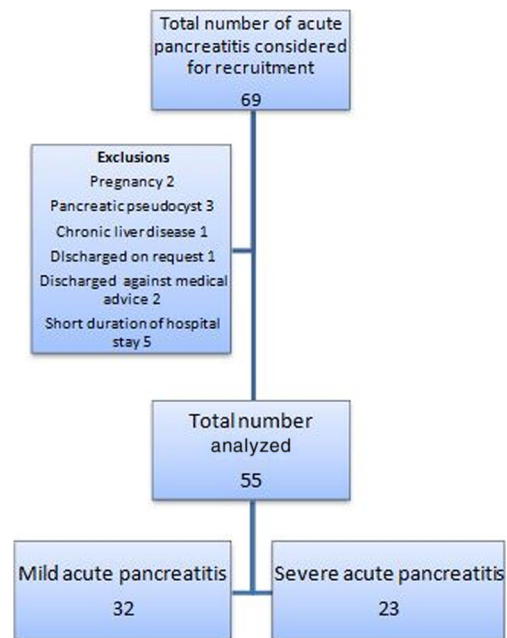 Total number of acute
pancreatitis considered
for recruitment
69
Exclusions
Pregnancy 2
Pancreatic pseudocyst 3
Chronic liver disease 1
DIscharged on request 1
Discharged against medical
advice 2
Short duration of hospital
stay 5
Total number
analyzed
55
Mild acute pancreatitis
32
Severe acute pancreatitis
23